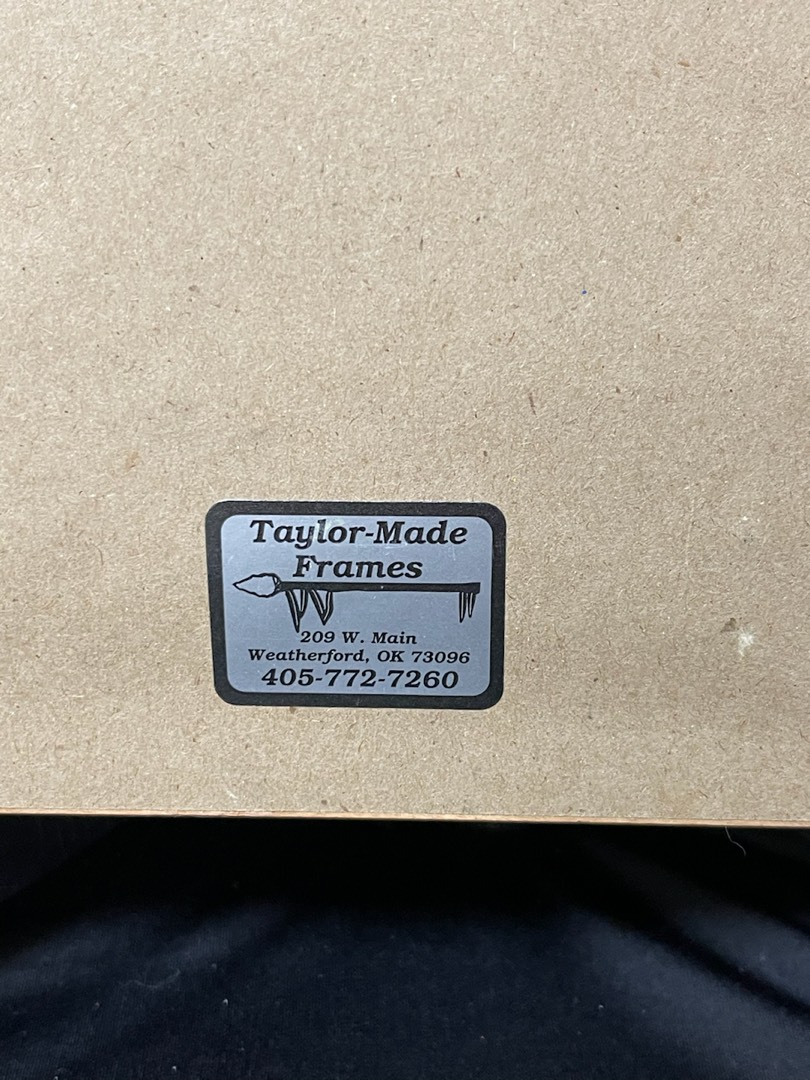 Taylor-Made
Frames
209 W. Main
Weatherford, OK 73096
405-772-7260